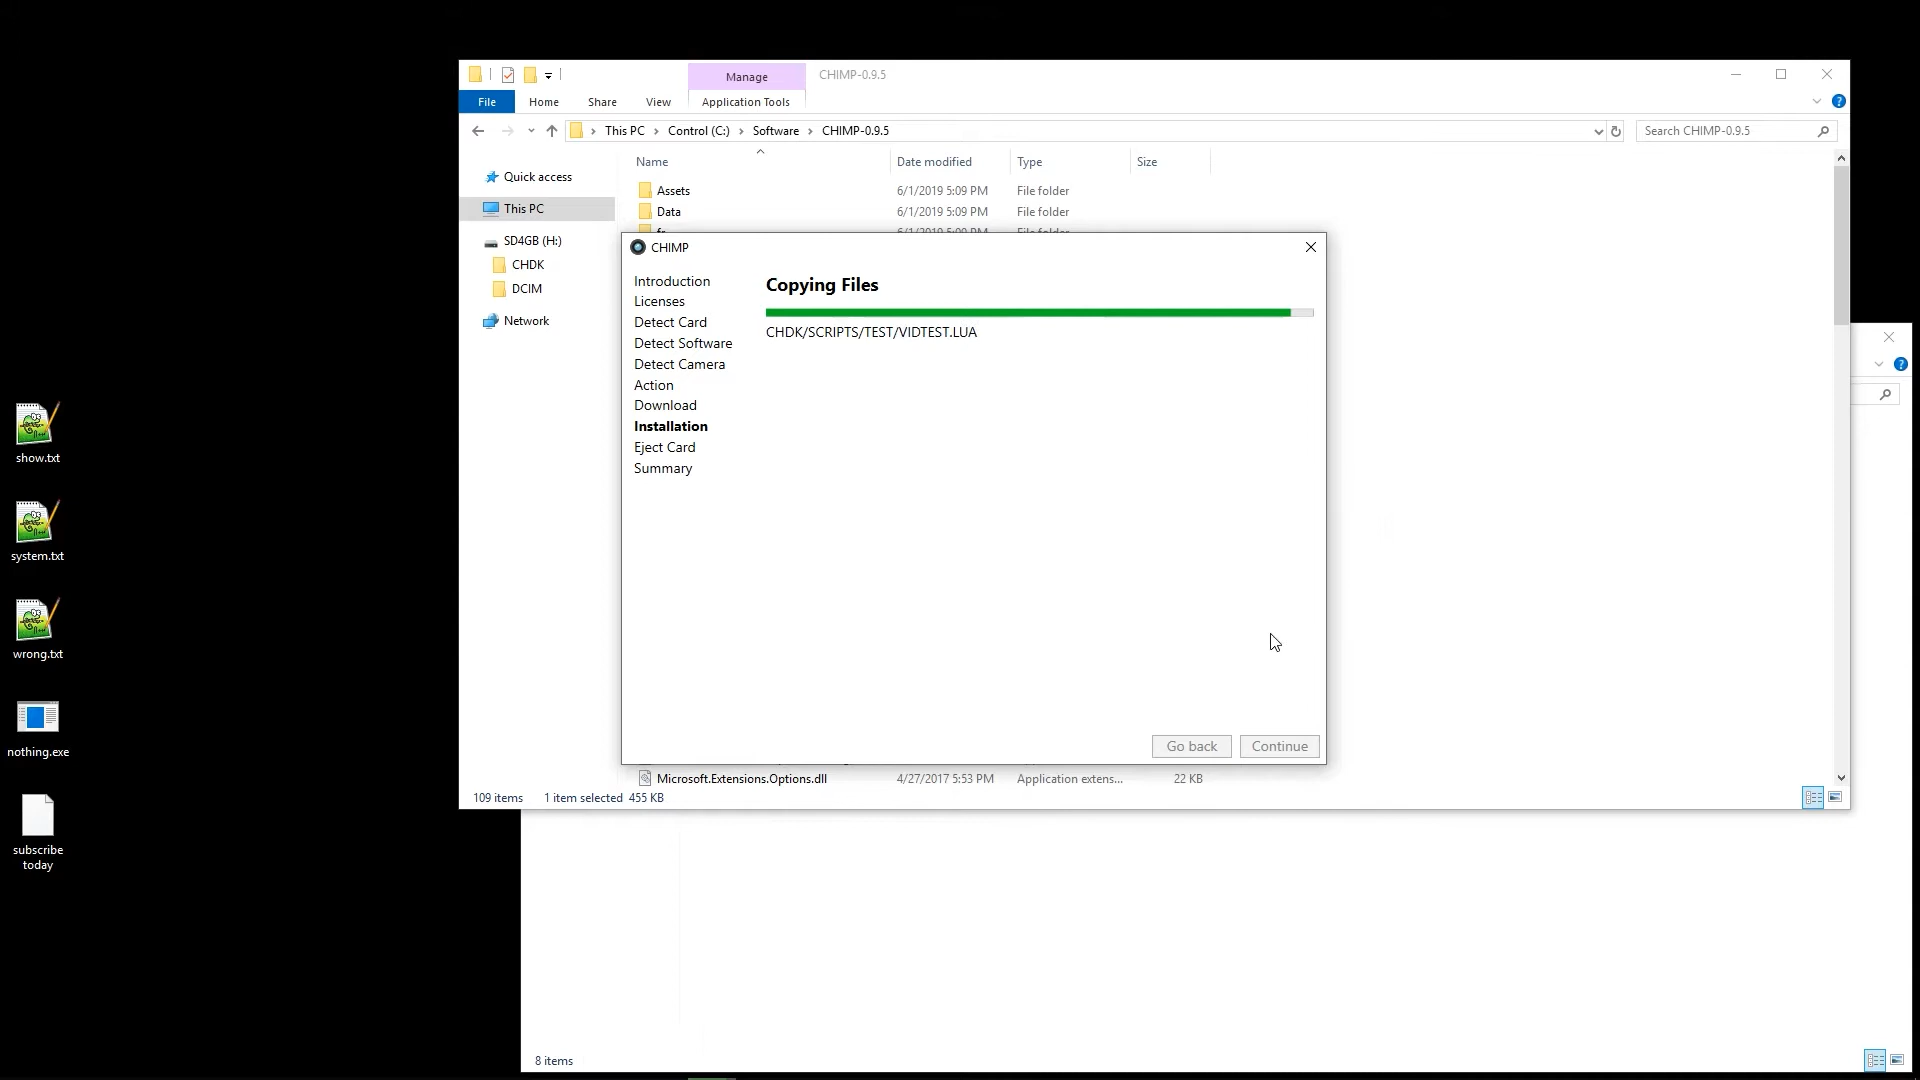 Manage
CHIMP-0.9.5
File
Home
Share
View
Application Tools
This PC
Control (C:)
Software
CHIMP-0.9.5
Search CHIMP-0.9.5
Name
Date modified
Type
Size
Quick access
This PC
SD4GB (H:)
CHDK
DCIM
Network
Assets
6/1/2019 5:09 PM
File folder
Data
6/1/2019 5:09 PM
File folder
CHIMP
Introduction
Licenses
Detect Card
Detect Software
Detect Camera
Action
Download
Installation
Eject Card
Summary
Copying Files
CHDK/SCRIPTS/TEST/VIDTEST.LUA
Go back
Continue
Microsoft.Extensions.Options.dll
4/27/2017 5:53 PM
Application extens...
22 KB
109 items
1 item selected 455 KB
8 items
show.txt
system.txt
wrong.txt
nothing.exe
subscribe
today